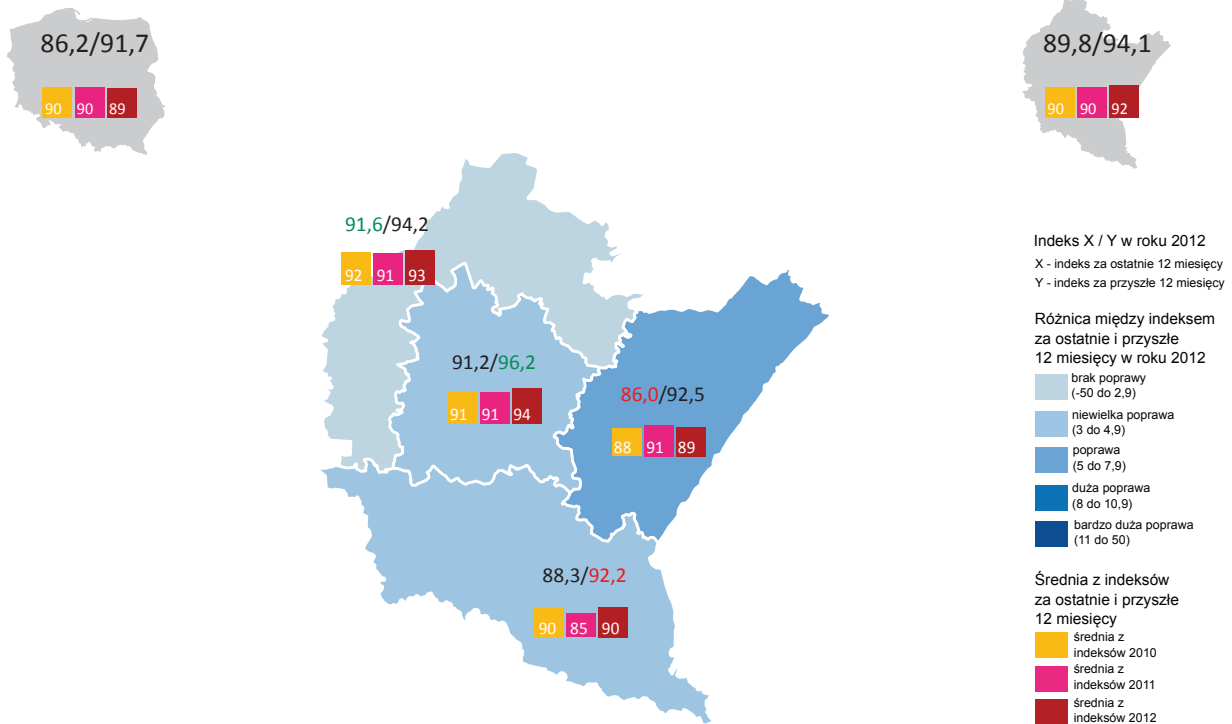 86,2/91,7
90 90 89
89,8/94,1
90 90 92
91,6/94,2
92 91 93
91,2/96,2
91 91 94
86,0/92,5
88 91 89
88,3/92,2
90 85 90
Indeks X / Y w roku 2012
X - indeks za ostatnie 12 miesięcy
Y - indeks za przyszłe 12 miesięcy
Różnica między indeksem
za ostatnie i przyszłe
12 miesięcy w roku 2012
brak poprawy
(-50 do 2,9)
niewielka poprawa
(3 do 4,9)
poprawa
(5 do 7,9)
duża poprawa
(8 do 10,9)
bardzo duża poprawa
(11 do 50)
Średnia z indeksów
za ostatnie i przyszłe
12 miesięcy
średnia z
indeksów 2010
średnia z
indeksów 2011
średnia z
indeksów 2012